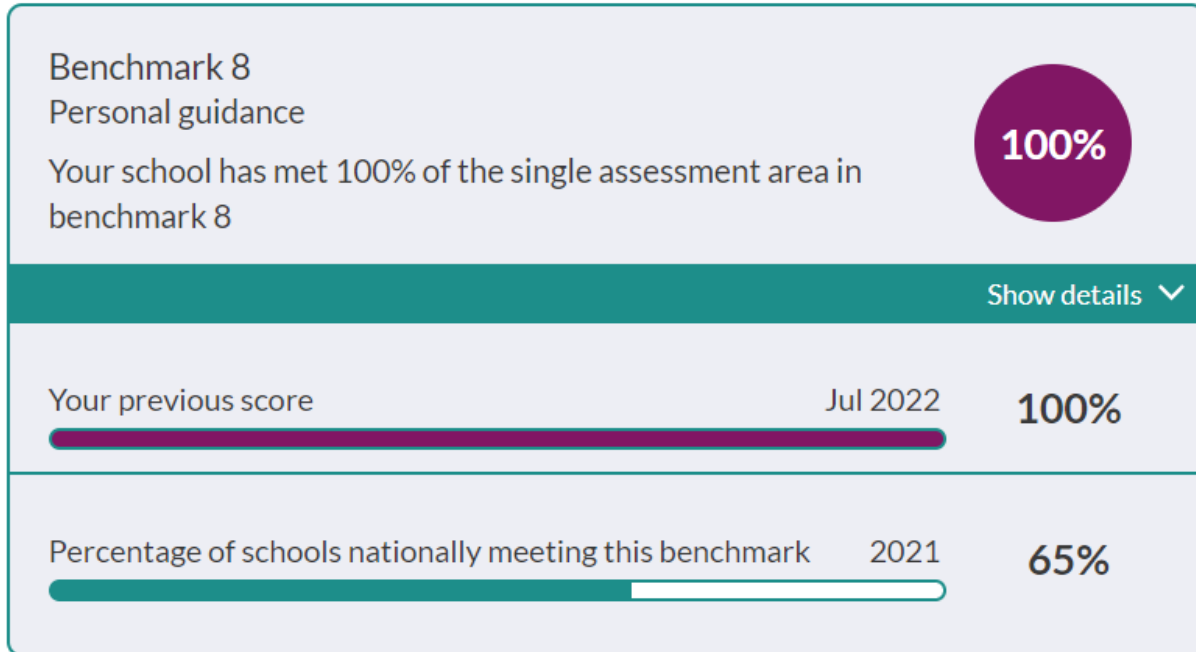 Benchmark 8
Personal guidance
Your school has met 100% of the single assessment area in
benchmark 8
100%
Show details
Your previous score Jul 2022 100%
Percentage of schools nationally meeting this benchmark 2021 65%